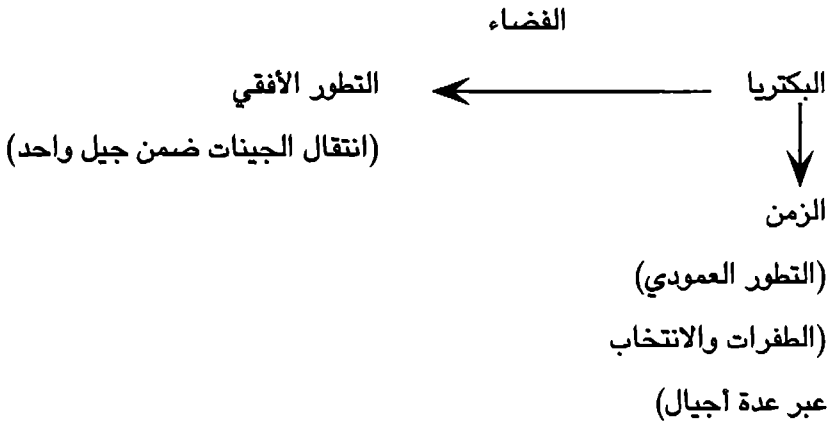 الفضاء
البكتريا
التطور الأفقي
(انتقال الجينات ضمن جيل واحد)
الزمن
(التطور العمودي)
(الطفرات والانتخاب
عبر عدة أجيال)